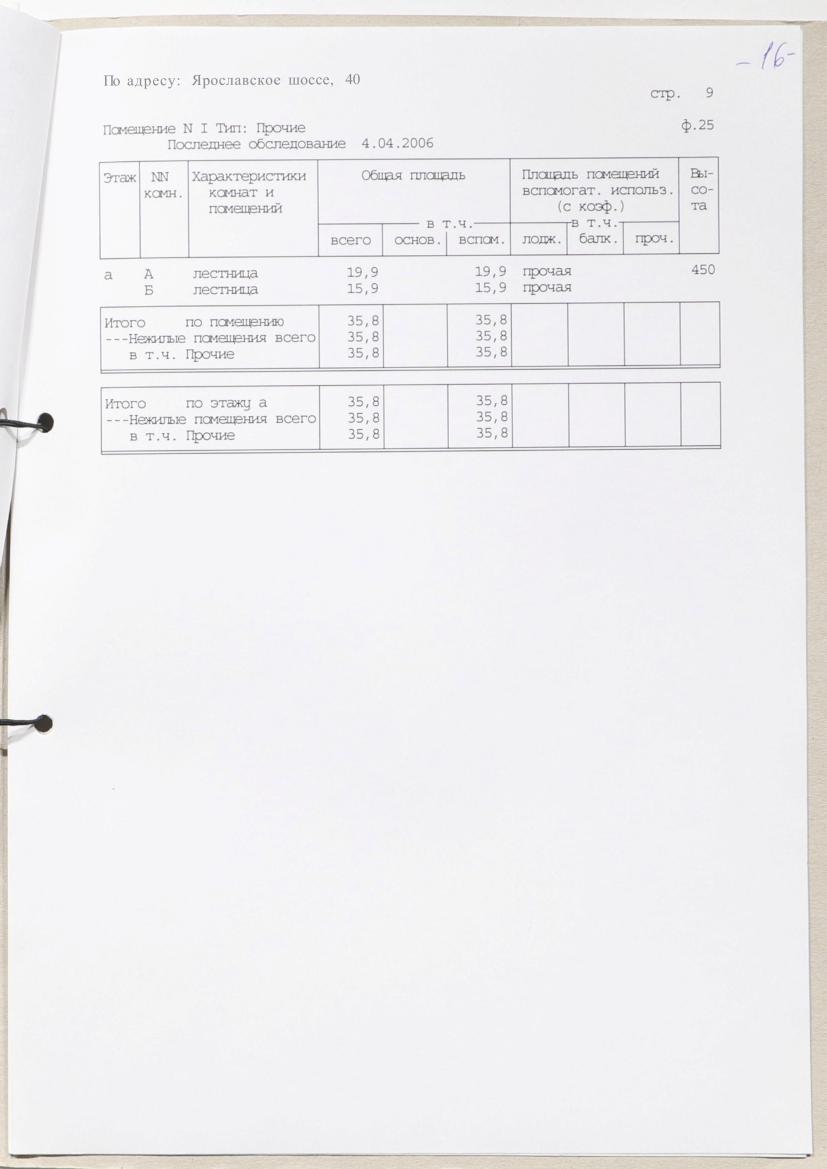 - 16 -
По адресу: Ярославское шоссе, 40
стр. 9
Помещение N I Тип: Прочие ф.25
Последнее обследование 4.04.2006
Этаж NN Характеристики Общая площадь Площадь помещений Вы-
комн. комнат и вспомогат. использ. со-
помещений (с коэф.) та
в т.ч. в т.ч.
всего основ. вспом. лодж. балк. проч.
а А лестница 19,9 19,9 прочая 450
Б лестница 15,9 15,9 прочая
Итого по помещению 35,8 35,8
---Нежилые помещения всего 35,8 35,8
в т.ч. Прочие 35,8 35,8
Итого по этажу а 35,8 35,8
---Нежилые помещения всего 35,8 35,8
в т.ч. Прочие 35,8 35,8